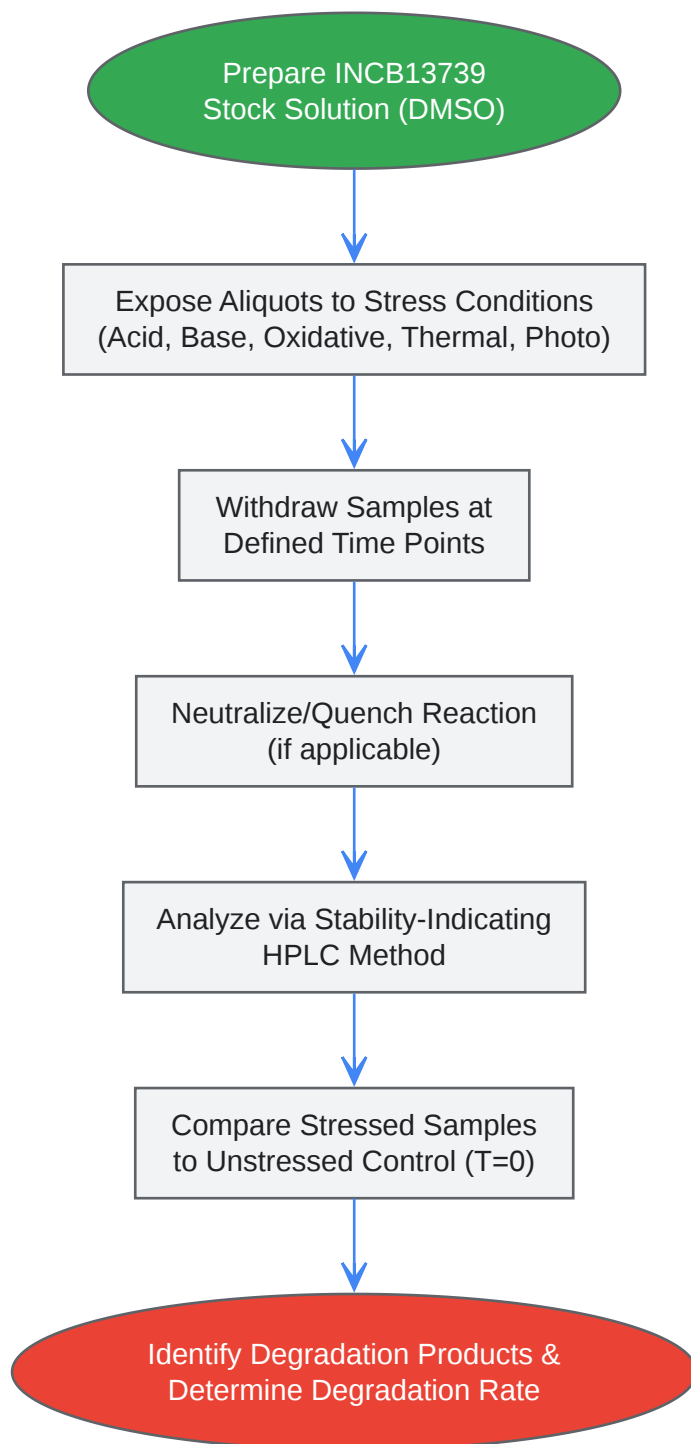 Prepare INCB13739
Stock Solution (DMSO)
Expose Aliquots to Stress Conditions
(Acid, Base, Oxidative, Thermal, Photo)
Withdraw Samples at
Defined Time Points
Neutralize/Quench Reaction
(if applicable)
Analyze via Stability-Indicating
HPLC Method
Compare Stressed Samples
to Unstressed Control (T=0)
Identify Degradation Products &
Determine Degradation Rate